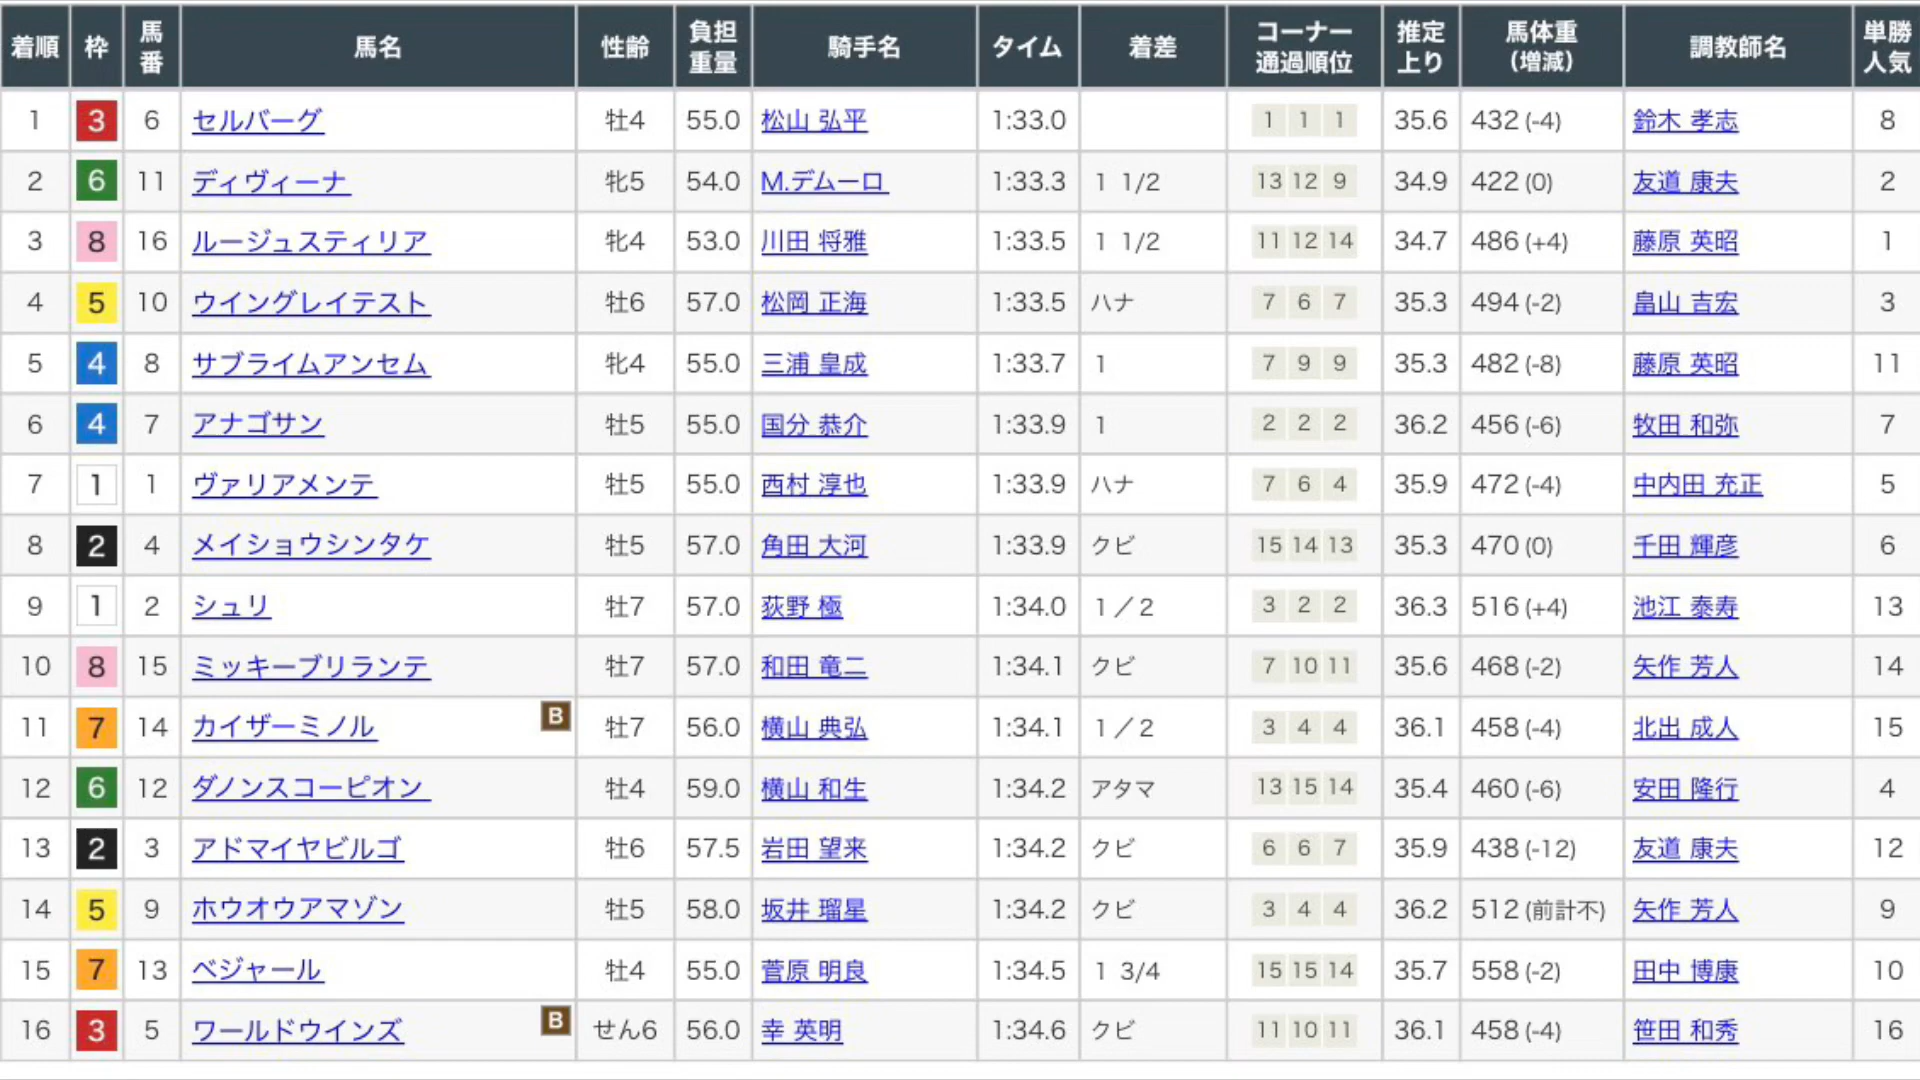 着順 枠 馬番 馬名 性齢 負担重量 騎手名 タイム 着差 コーナー通過順位 推定上り 馬体重(増減) 調教師名 単勝人気
1 3 6 セルバーグ 牡4 55.0 松山 弘平 1:33.0 1 1 1 35.6 432 (-4) 鈴木 孝志 8
2 6 11 ディヴィーナ 牝5 54.0 M.デムーロ 1:33.3 1 1/2 13 12 9 34.9 422 (0) 友道 康夫 2
3 8 16 ルージュスティリア 牝4 53.0 川田 将雅 1:33.5 1 1/2 11 12 14 34.7 486 (+4) 藤原 英昭 1
4 5 10 ウイングレイテスト 牡6 57.0 松岡 正海 1:33.5 ハナ 7 6 7 35.3 494 (-2) 畠山 吉宏 3
5 4 8 サブライムアンセム 牝4 55.0 三浦 皇成 1:33.7 1 7 9 9 35.3 482 (-8) 藤原 英昭 11
6 4 7 アナゴサン 牡5 55.0 国分 恭介 1:33.9 1 2 2 2 36.2 456 (-6) 牧田 和弥 7
7 1 1 ヴァリアメンテ 牡5 55.0 西村 淳也 1:33.9 ハナ 7 6 4 35.9 472 (-4) 中内田 充正 5
8 2 4 メイショウシンタケ 牡5 57.0 角田 大河 1:33.9 クビ 15 14 13 35.3 470 (0) 千田 輝彦 6
9 1 2 シュリ 牡7 57.0 荻野 極 1:34.0 1／2 3 2 2 36.3 516 (+4) 池江 泰寿 13
10 8 15 ミッキーブリランテ 牡7 57.0 和田 竜二 1:34.1 クビ 7 10 11 35.6 468 (-2) 矢作 芳人 14
11 7 14 カイザーミノル B 牡7 56.0 横山 典弘 1:34.1 1／2 3 4 4 36.1 458 (-4) 北出 成人 15
12 6 12 ダノンスコーピオン 牡4 59.0 横山 和生 1:34.2 アタマ 13 15 14 35.4 460 (-6) 安田 隆行 4
13 2 3 アドマイヤビルゴ 牡6 57.5 岩田 望来 1:34.2 クビ 6 6 7 35.9 438 (-12) 友道 康夫 12
14 5 9 ホウオウアマゾン 牡5 58.0 坂井 瑠星 1:34.2 クビ 3 4 4 36.2 512 (前計不) 矢作 芳人 9
15 7 13 ベジャール 牡4 55.0 菅原 明良 1:34.5 1 3/4 15 15 14 35.7 558 (-2) 田中 博康 10
16 3 5 ワールドウインズ B せん6 56.0 幸 英明 1:34.6 クビ 11 10 11 36.1 458 (-4) 笹田 和秀 16